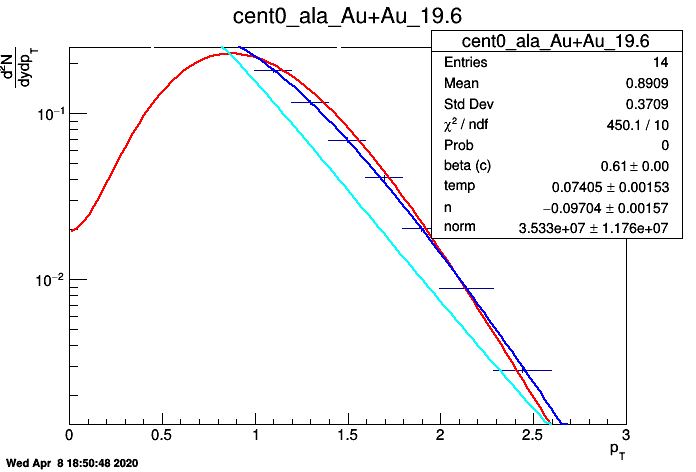 cent0_ala_Au+Au_19.6
d²N
dydp_T
cent0_ala_Au+Au_19.6
Entries 14
Mean 0.8909
Std Dev 0.3709
χ² / ndf 450.1 / 10
Prob 0
beta (c) 0.61 ± 0.00
temp 0.07405 ± 0.00153
n −0.09704 ± 0.00157
norm 3.533e+07 ± 1.176e+07
10⁻¹
10⁻²
0 0.5 1 1.5 2 2.5 3
p_T
Wed Apr 8 18:50:48 2020